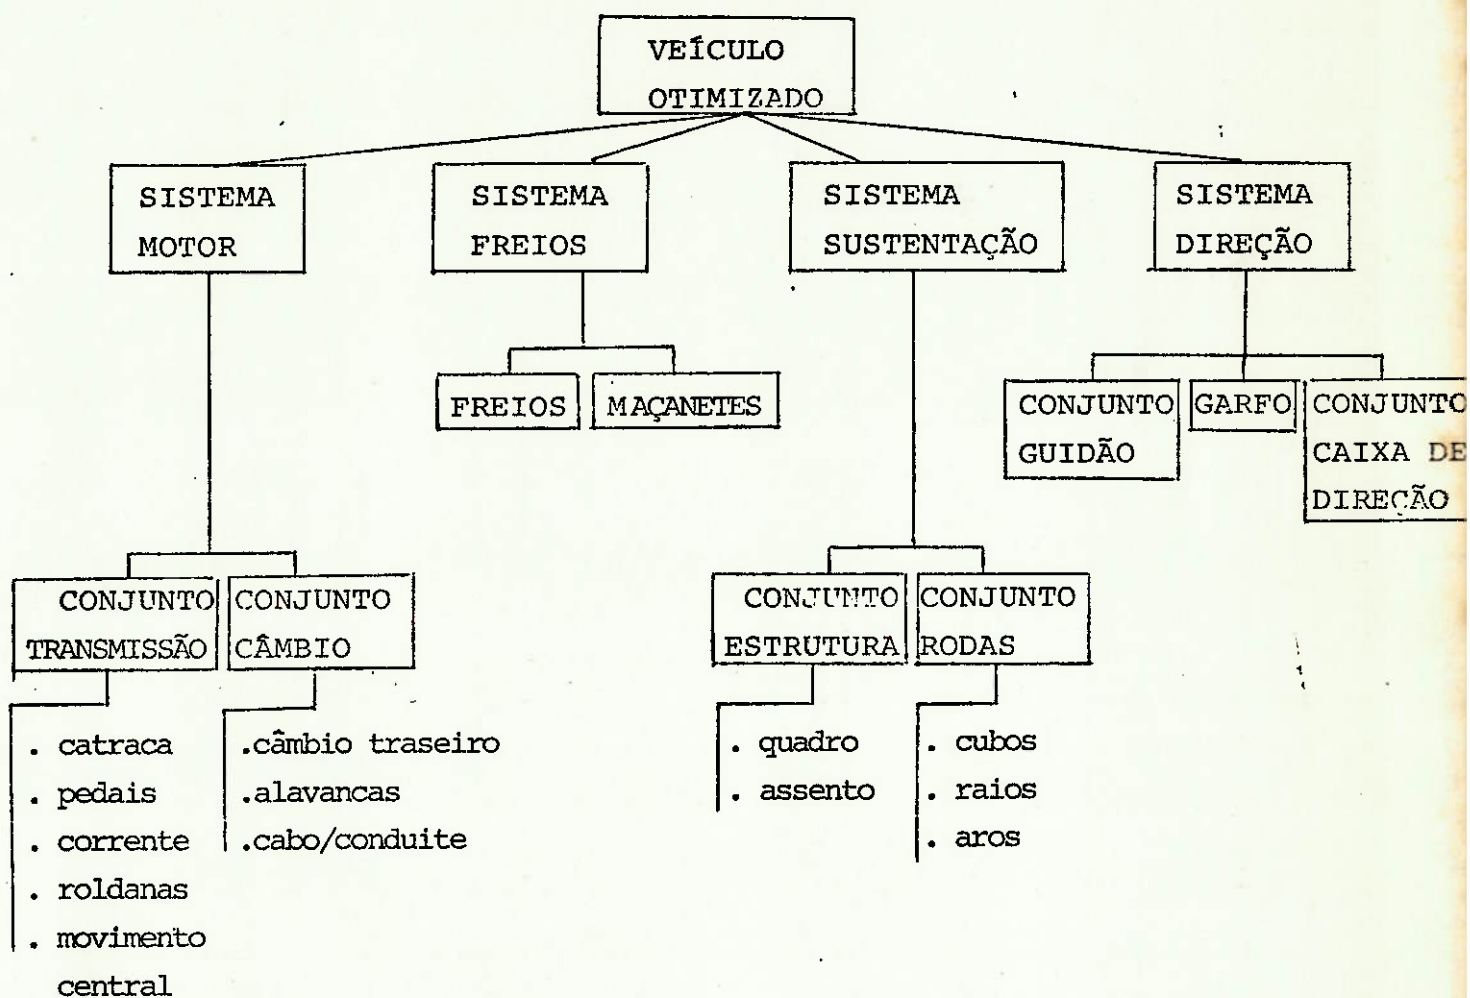 VEÍCULO
OTIMIZADO
SISTEMA
MOTOR
SISTEMA
FREIOS
SISTEMA
SUSTENTAÇÃO
SISTEMA
DIREÇÃO
FREIOS
MAÇANETES
CONJUNTO
GUIDÃO
GARFO
CONJUNTO
CAIXA DE
DIREÇÃO
CONJUNTO
TRANSMISSÃO
CONJUNTO
CÂMBIO
CONJUNTO
ESTRUTURA
CONJUNTO
RODAS
. catraca
. pedais
. corrente
. roldanas
. movimento
central
.câmbio traseiro
.alavancas
.cabo/conduite
. quadro
. assento
. cubos
. raios
. aros